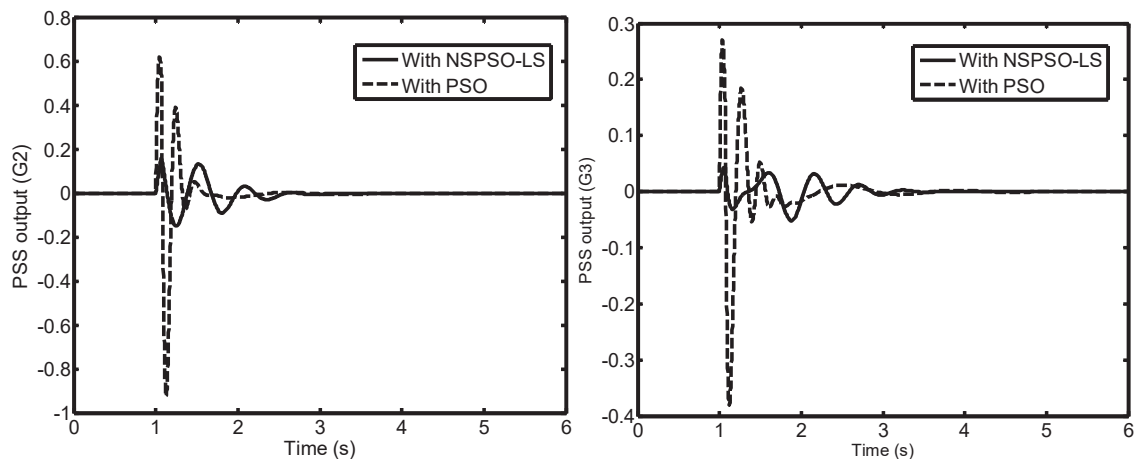 0.8
0.6
0.4
0.2
0
-0.2
-0.4
-0.6
-0.8
-1
0 1 2 3 4 5 6
Time (s)
PSS output (G2)
With NSPSO-LS
With PSO
0.3
0.2
0.1
0
-0.1
-0.2
-0.3
-0.4
0 1 2 3 4 5 6
Time (s)
PSS output (G3)
With NSPSO-LS
With PSO